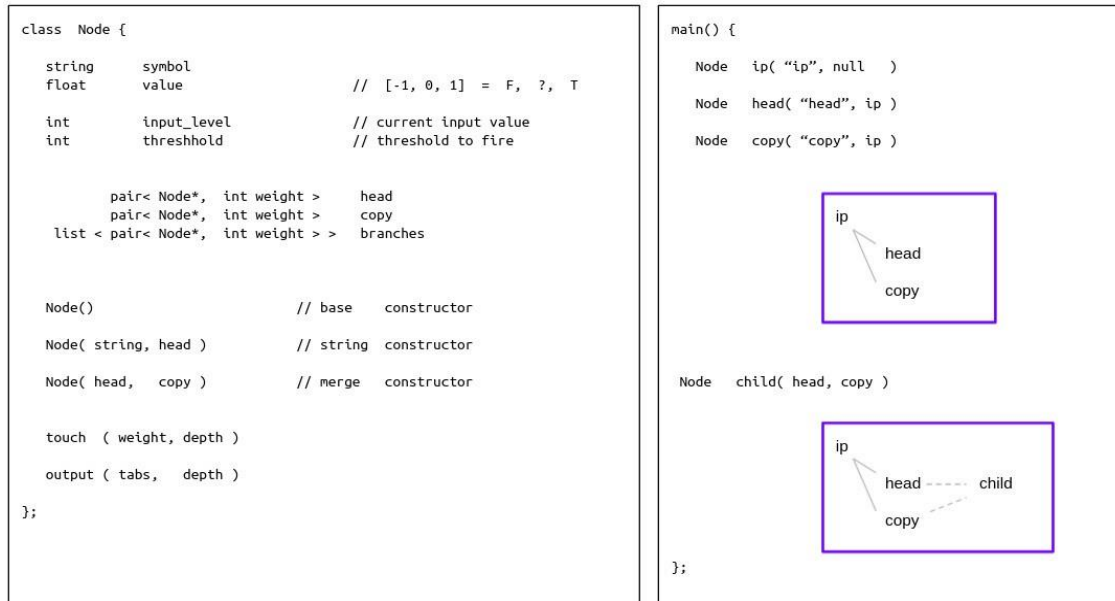 class  Node {
string      symbol
float       value                     //  [-1, 0, 1]  =  F,  ?,  T
int         input_level               // current input value
int         threshhold                // threshold to fire
pair< Node*,  int weight >     head
pair< Node*,  int weight >     copy
list < pair< Node*,  int weight > >   branches
Node()                         // base    constructor
Node( string, head )           // string  constructor
Node( head,   copy )           // merge   constructor
touch  ( weight, depth )
output ( tabs,   depth )
};
main() {
Node   ip( “ip”, null   )
Node   head( “head”, ip )
Node   copy( “copy”, ip )
ip
head
copy
Node   child( head, copy )
ip
head child
copy
};